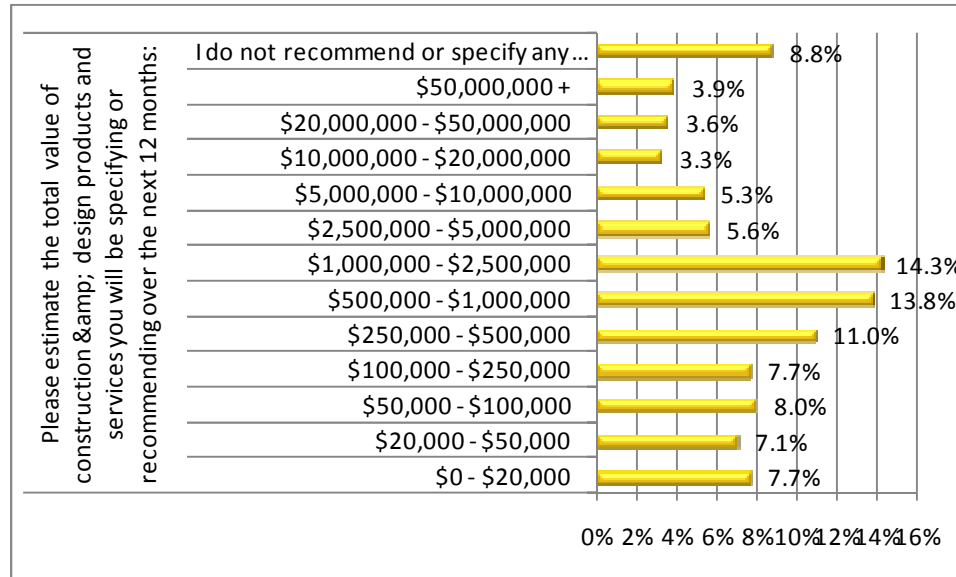 Please estimate the total value of
construction &amp; design products and
services you will be specifying or
recommending over the next 12 months:
I do not recommend or specify any ...
8.8%
$50,000,000 +
3.9%
$20,000,000 - $50,000,000
3.6%
$10,000,000 - $20,000,000
3.3%
$5,000,000 - $10,000,000
5.3%
$2,500,000 - $5,000,000
5.6%
$1,000,000 - $2,500,000
14.3%
$500,000 - $1,000,000
13.8%
$250,000 - $500,000
11.0%
$100,000 - $250,000
7.7%
$50,000 - $100,000
8.0%
$20,000 - $50,000
7.1%
$0 - $20,000
7.7%
0% 2% 4% 6% 8% 10% 12% 14% 16%